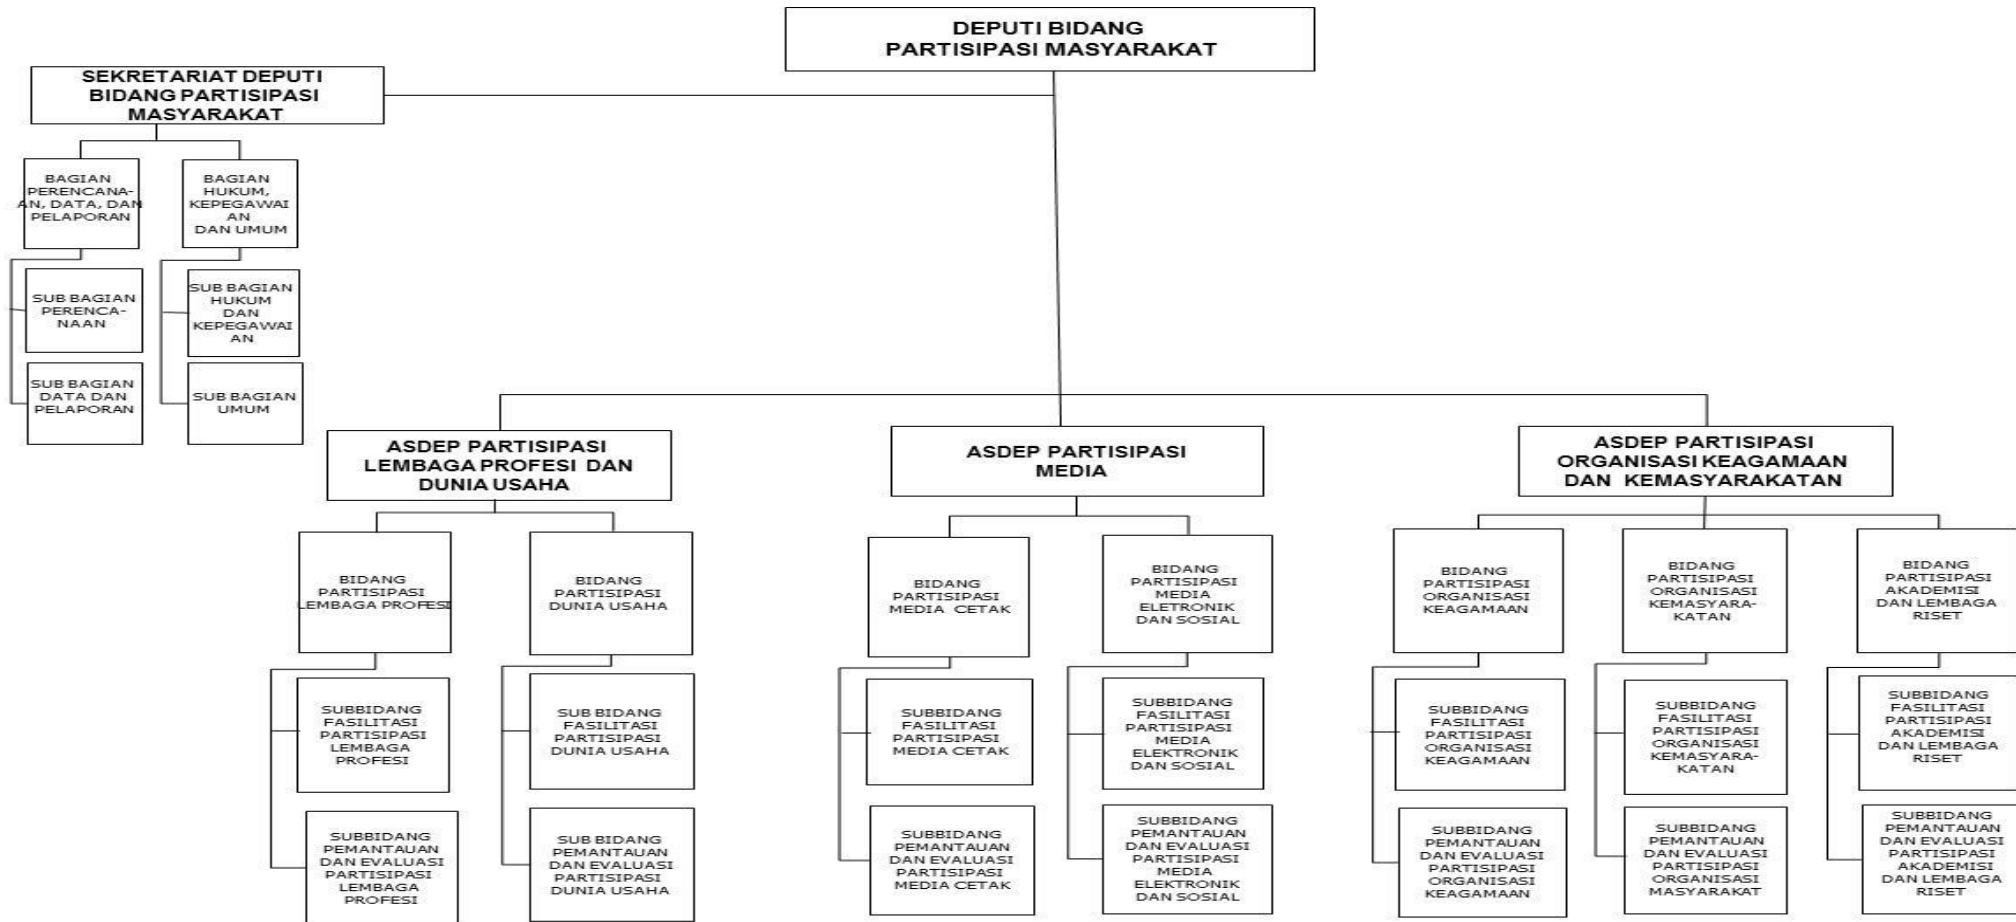 DEPUTI BIDANG
PARTISIPASI MASYARAKAT
SEKRETARIAT DEPUTI
BIDANG PARTISIPASI
MASYARAKAT
BAGIAN
PERENCANA-
AN, DATA, DAN
PELAPORAN
BAGIAN
HUKUM,
KEPEGAWAI
AN
DAN UMUM
SUB BAGIAN
PERENCA-
NAAN
SUB BAGIAN
HUKUM
DAN
KEPEGAWAI
AN
SUB BAGIAN
DATA DAN
PELAPORAN
SUB BAGIAN
UMUM
ASDEP PARTISIPASI
LEMBAGA PROFESI DAN
DUNIA USAHA
ASDEP PARTISIPASI
MEDIA
ASDEP PARTISIPASI
ORGANISASI KEAGAMAAN
DAN KEMASYARAKATAN
BIDANG
PARTISIPASI
LEMBAGA PROFESI
BIDANG
PARTISIPASI
DUNIA USAHA
BIDANG
PARTISIPASI
MEDIA CETAK
BIDANG
PARTISIPASI
MEDIA
ELETRONIK
DAN SOSIAL
BIDANG
PARTISIPASI
ORGANISASI
KEAGAMAAN
BIDANG
PARTISIPASI
ORGANISASI
KEMASYARA-
KATAN
BIDANG
PARTISIPASI
AKADEMISI
DAN LEMBAGA
RISET
SUBBIDANG
FASILITASI
PARTISIPASI
LEMBAGA
PROFESI
SUB BIDANG
FASILITASI
PARTISIPASI
DUNIA USAHA
SUBBIDANG
FASILITASI
PARTISIPASI
MEDIA CETAK
SUBBIDANG
FASILITASI
PARTISIPASI
MEDIA
ELEKTRONIK
DAN SOSIAL
SUBBIDANG
FASILITASI
PARTISIPASI
ORGANISASI
KEAGAMAAN
SUBBIDANG
FASILITASI
PARTISIPASI
ORGANISASI
KEMASYARA-
KATAN
SUBBIDANG
FASILITASI
PARTISIPASI
AKADEMISI
DAN LEMBAGA
RISET
SUBBIDANG
PEMANTAUAN
DAN EVALUASI
PARTISIPASI
LEMBAGA
PROFESI
SUB BIDANG
PEMANTAUAN
DAN EVALUASI
PARTISIPASI
DUNIA USAHA
SUBBIDANG
PEMANTAUAN
DAN EVALUASI
PARTISIPASI
MEDIA CETAK
SUBBIDANG
PEMANTAUAN
DAN EVALUASI
PARTISIPASI
MEDIA
ELEKTRONIK
DAN SOSIAL
SUBBIDANG
PEMANTAUAN
DAN EVALUASI
PARTISIPASI
ORGANISASI
KEAGAMAAN
SUBBIDANG
PEMANTAUAN
DAN EVALUASI
PARTISIPASI
ORGANISASI
MASYARAKAT
SUBBIDANG
PEMANTAUAN
DAN EVALUASI
PARTISIPASI
AKADEMISI
DAN LEMBAGA
RISET